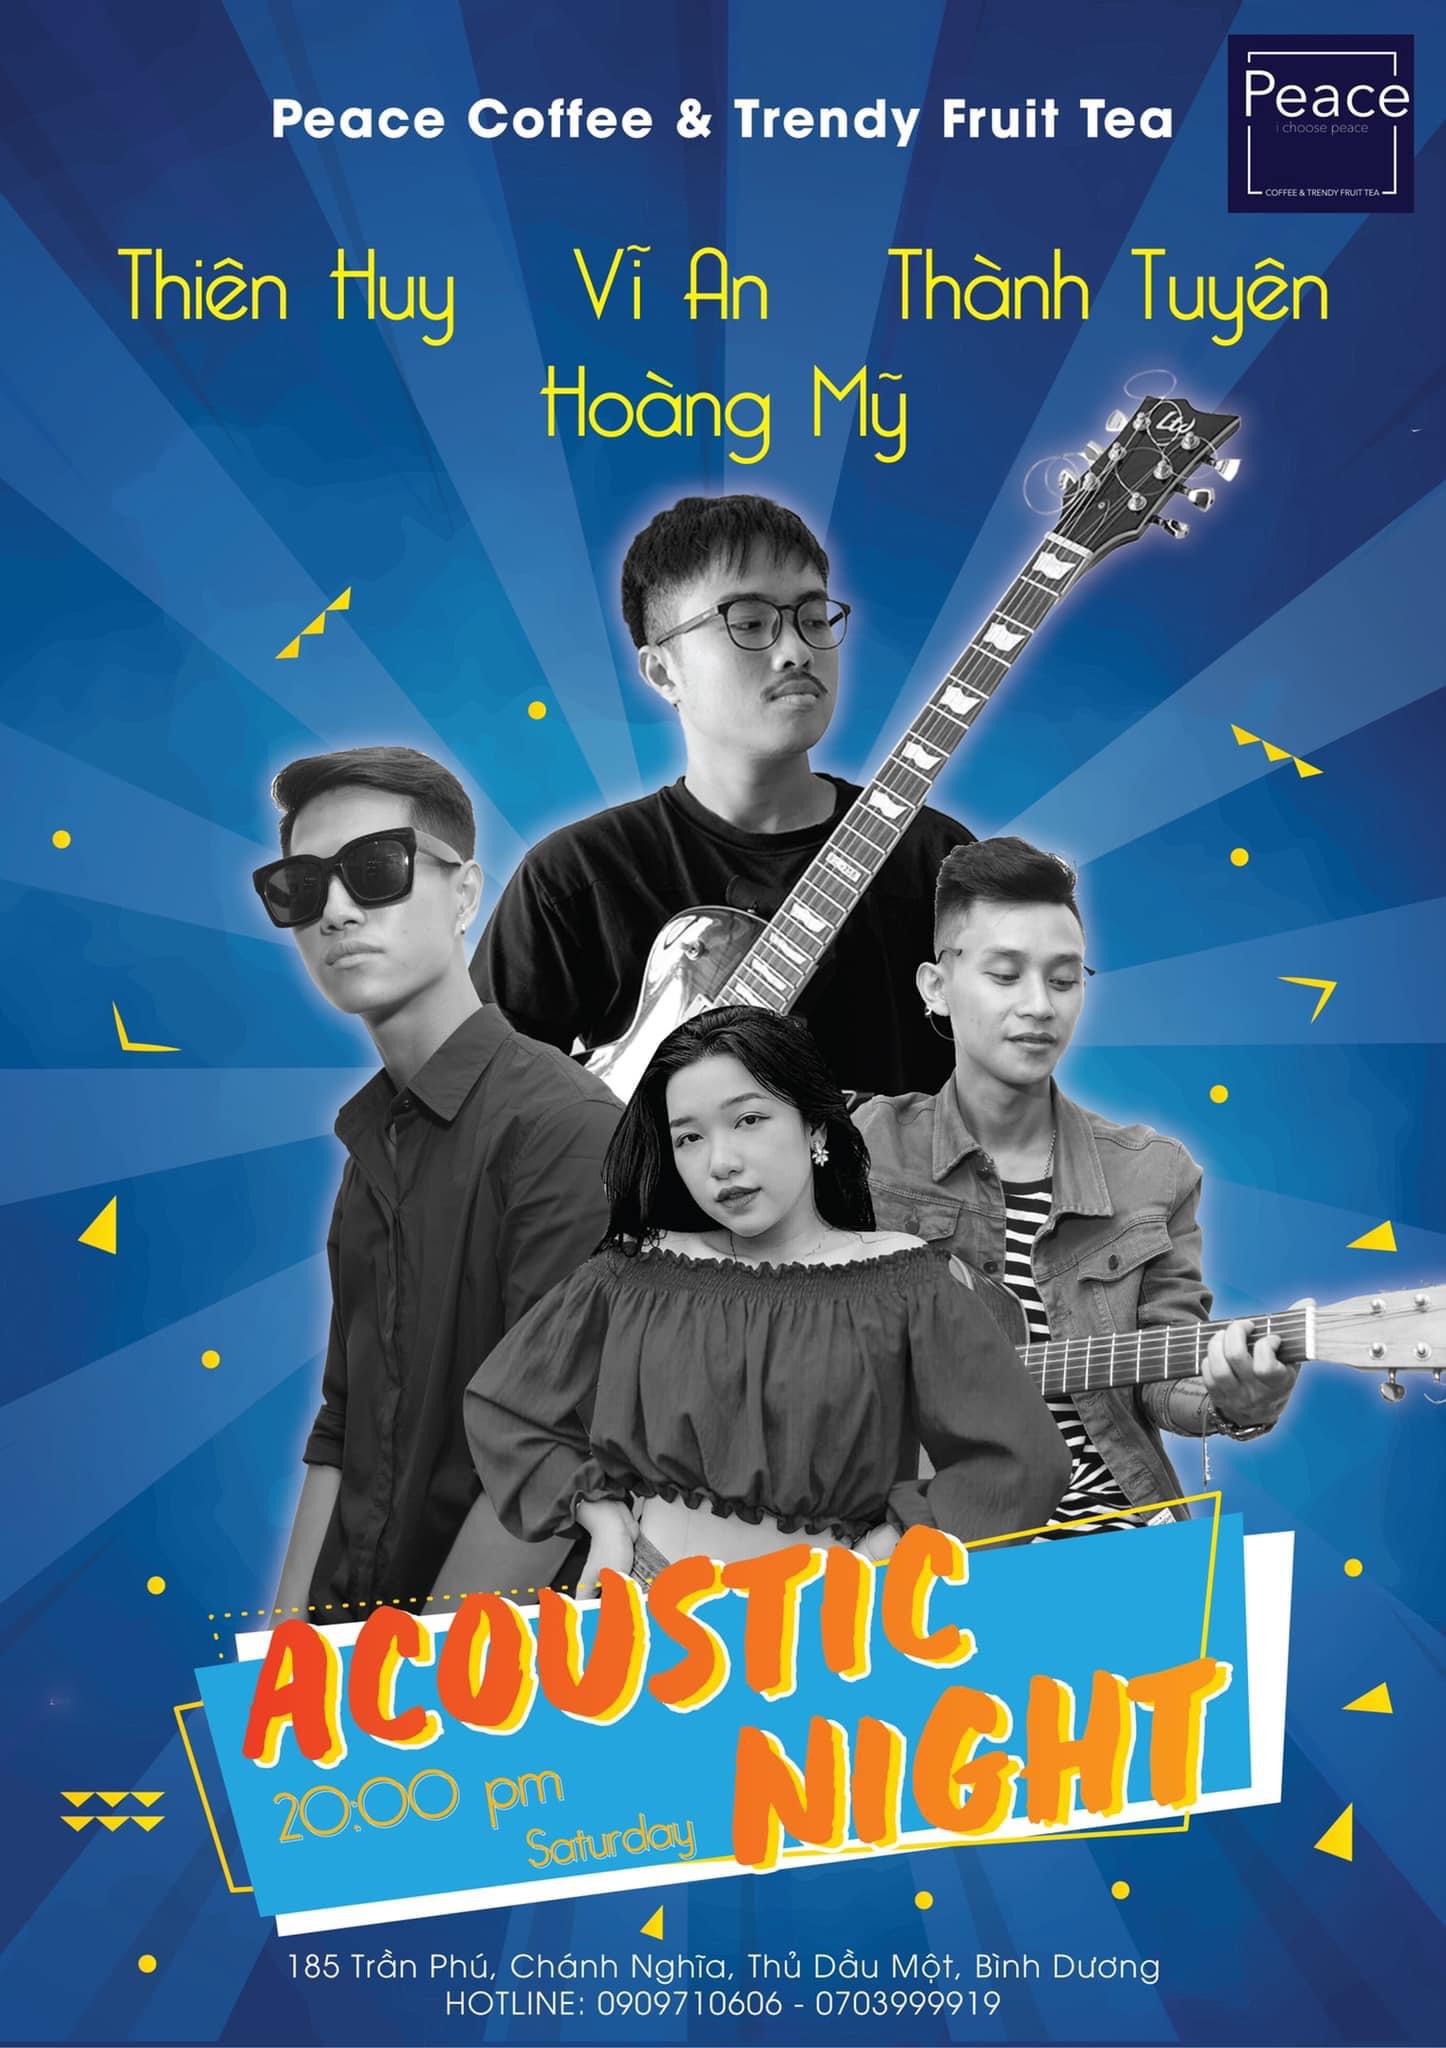 Peace Coffee & Trendy Fruit Tea
Peace
i choose peace
COFFEE & TRENDY FRUIT TEA
Thiên Huy Vĩ An Thành Tuyên
Hoàng Mỹ
Ltd
ACOUSTIC
NIGHT
20:00 pm
Saturday
185 Trần Phú, Chánh Nghĩa, Thủ Dầu Một, Bình Dương
HOTLINE: 0909710606 - 0703999919